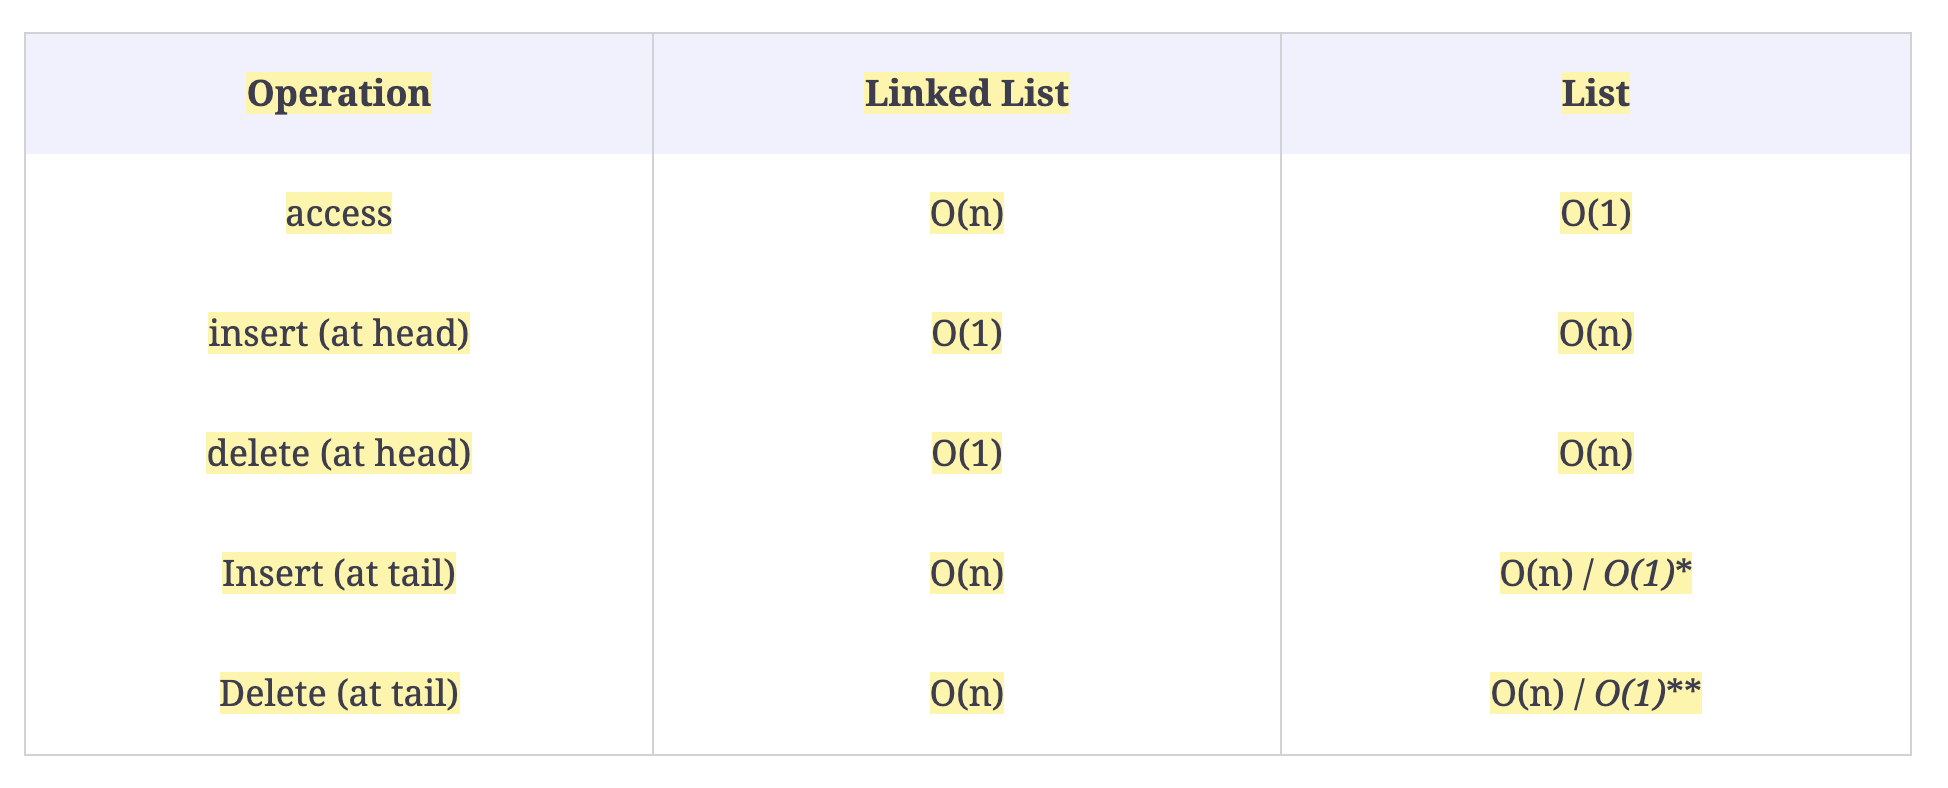 Operation Linked List List
access O(n) O(1)
insert (at head) O(1) O(n)
delete (at head) O(1) O(n)
Insert (at tail) O(n) O(n) / O(1)*
Delete (at tail) O(n) O(n) / O(1)**